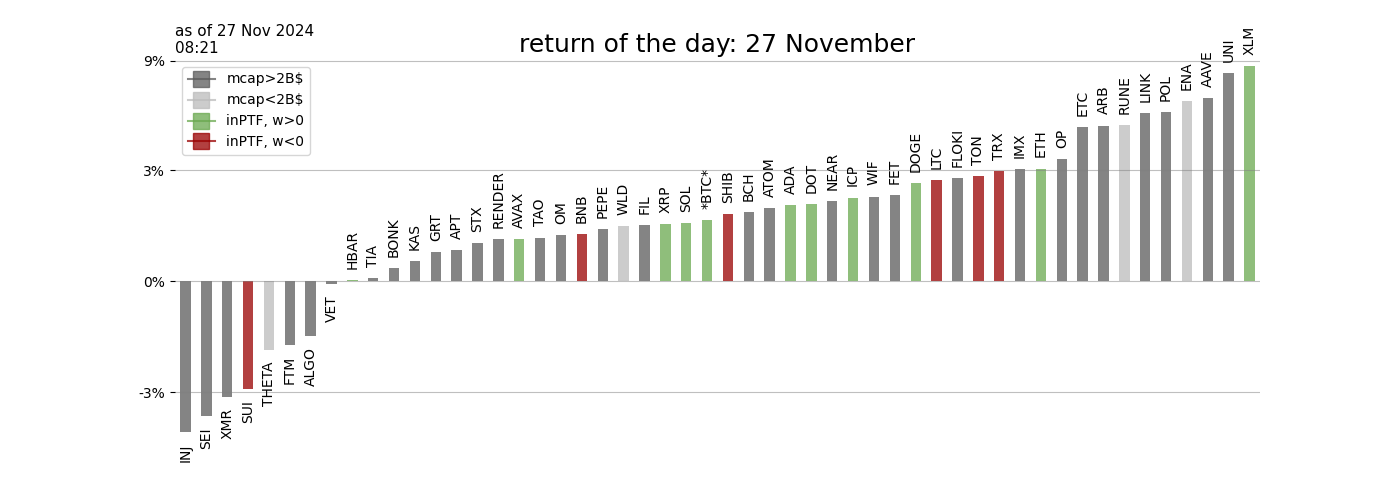 as of 27 Nov 2024
08:21
return of the day: 27 November
9%
3%
0%
-3%
mcap>2B$
mcap<2B$
inPTF, w>0
inPTF, w<0
INJ
SEI
XMR
SUI
THETA
FTM
ALGO
VET
HBAR
TIA
BONK
KAS
GRT
APT
STX
RENDER
AVAX
TAO
OM
BNB
PEPE
WLD
FIL
XRP
SOL
*BTC*
SHIB
BCH
ATOM
ADA
DOT
NEAR
ICP
WIF
FET
DOGE
LTC
FLOKI
TON
TRX
IMX
ETH
OP
ETC
ARB
RUNE
LINK
POL
ENA
AAVE
UNI
XLM